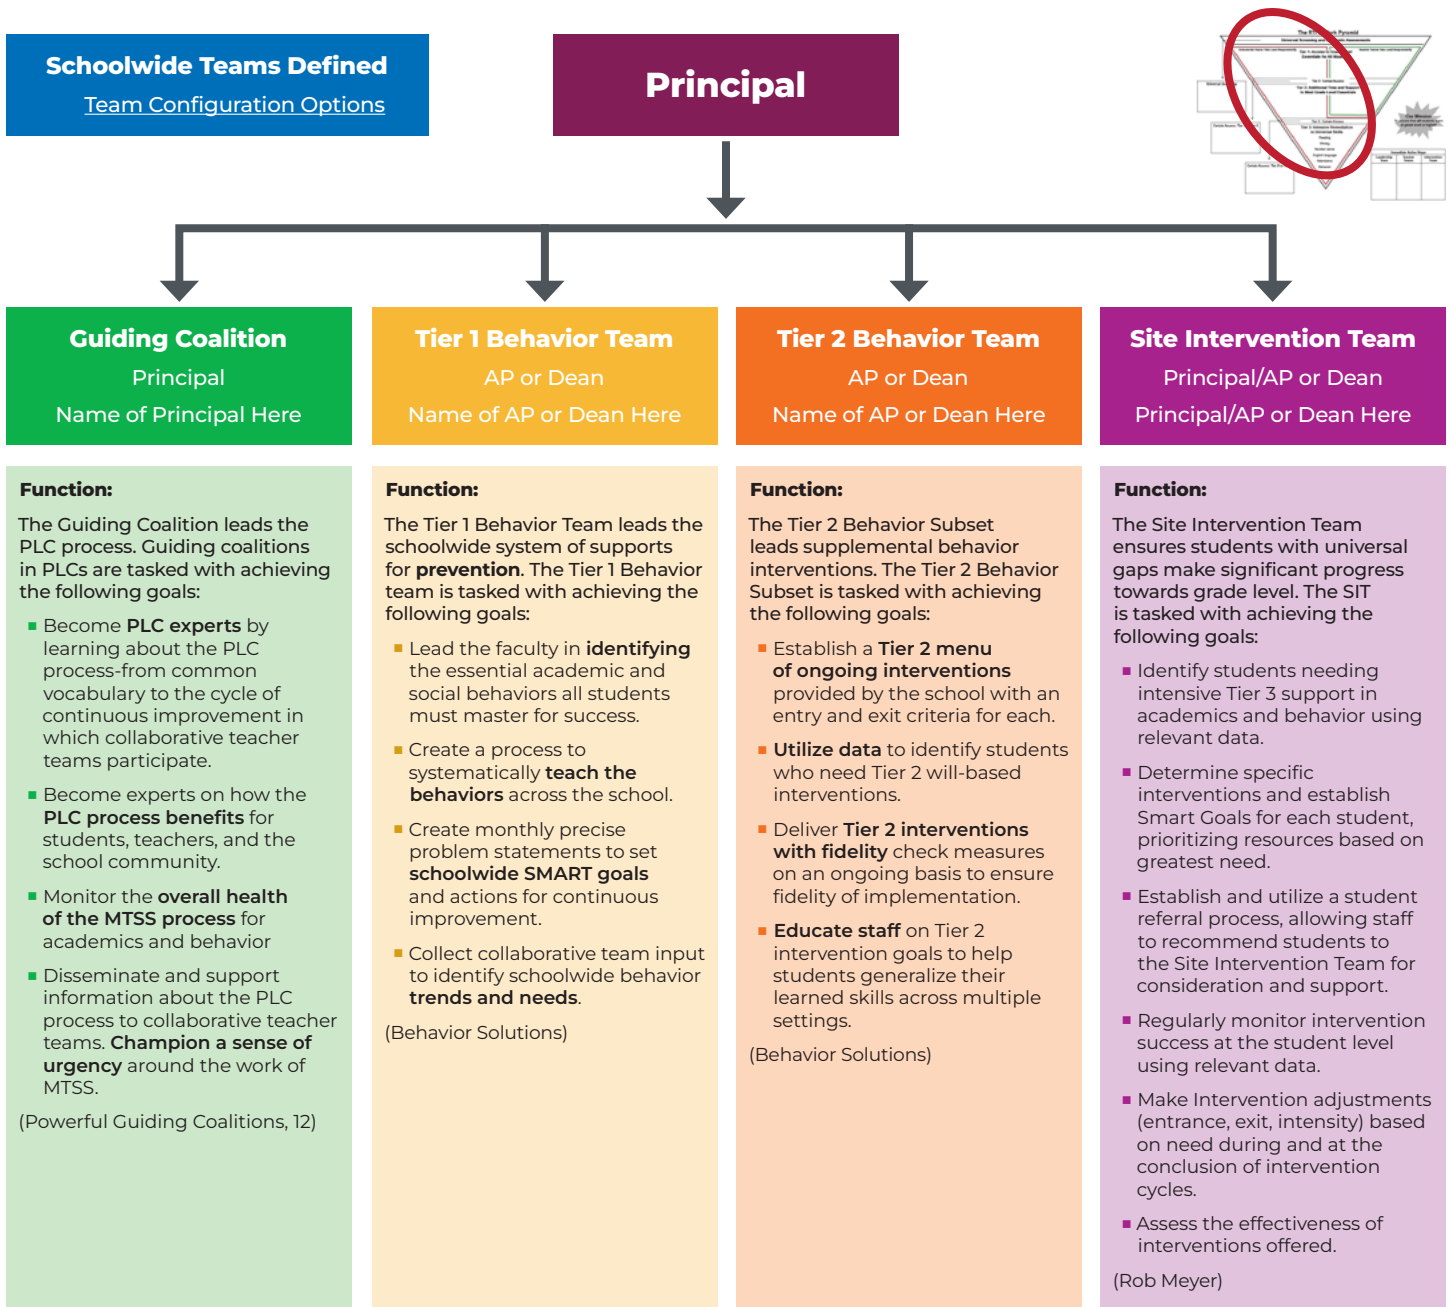 Schoolwide Teams Defined
Team Configuration Options
Principal
Guiding Coalition
Principal
Name of Principal Here
Tier 1 Behavior Team
AP or Dean
Name of AP or Dean Here
Tier 2 Behavior Team
AP or Dean
Name of AP or Dean Here
Site Intervention Team
Principal/AP or Dean
Principal/AP or Dean Here
Function:
The Guiding Coalition leads the
PLC process. Guiding coalitions
in PLCs are tasked with achieving
the following goals:
▪ Become PLC experts by
learning about the PLC
process-from common
vocabulary to the cycle of
continuous improvement in
which collaborative teacher
teams participate.
▪ Become experts on how the
PLC process benefits for
students, teachers, and the
school community.
▪ Monitor the overall health
of the MTSS process for
academics and behavior
▪ Disseminate and support
information about the PLC
process to collaborative teacher
teams. Champion a sense of
urgency around the work of
MTSS.
(Powerful Guiding Coalitions, 12)
Function:
The Tier 1 Behavior Team leads the
schoolwide system of supports
for prevention. The Tier 1 Behavior
team is tasked with achieving the
following goals:
▪ Lead the faculty in identifying
the essential academic and
social behaviors all students
must master for success.
▪ Create a process to
systematically teach the
behaviors across the school.
▪ Create monthly precise
problem statements to set
schoolwide SMART goals
and actions for continuous
improvement.
▪ Collect collaborative team input
to identify schoolwide behavior
trends and needs.
(Behavior Solutions)
Function:
The Tier 2 Behavior Subset
leads supplemental behavior
interventions. The Tier 2 Behavior
Subset is tasked with achieving
the following goals:
▪ Establish a Tier 2 menu
of ongoing interventions
provided by the school with an
entry and exit criteria for each.
▪ Utilize data to identify students
who need Tier 2 will-based
interventions.
▪ Deliver Tier 2 interventions
with fidelity check measures
on an ongoing basis to ensure
fidelity of implementation.
▪ Educate staff on Tier 2
intervention goals to help
students generalize their
learned skills across multiple
settings.
(Behavior Solutions)
Function:
The Site Intervention Team
ensures students with universal
gaps make significant progress
towards grade level. The SIT
is tasked with achieving the
following goals:
▪ Identify students needing
intensive Tier 3 support in
academics and behavior using
relevant data.
▪ Determine specific
interventions and establish
Smart Goals for each student,
prioritizing resources based on
greatest need.
▪ Establish and utilize a student
referral process, allowing staff
to recommend students to
the Site Intervention Team for
consideration and support.
▪ Regularly monitor intervention
success at the student level
using relevant data.
▪ Make Intervention adjustments
(entrance, exit, intensity) based
on need during and at the
conclusion of intervention
cycles.
▪ Assess the effectiveness of
interventions offered.
(Rob Meyer)